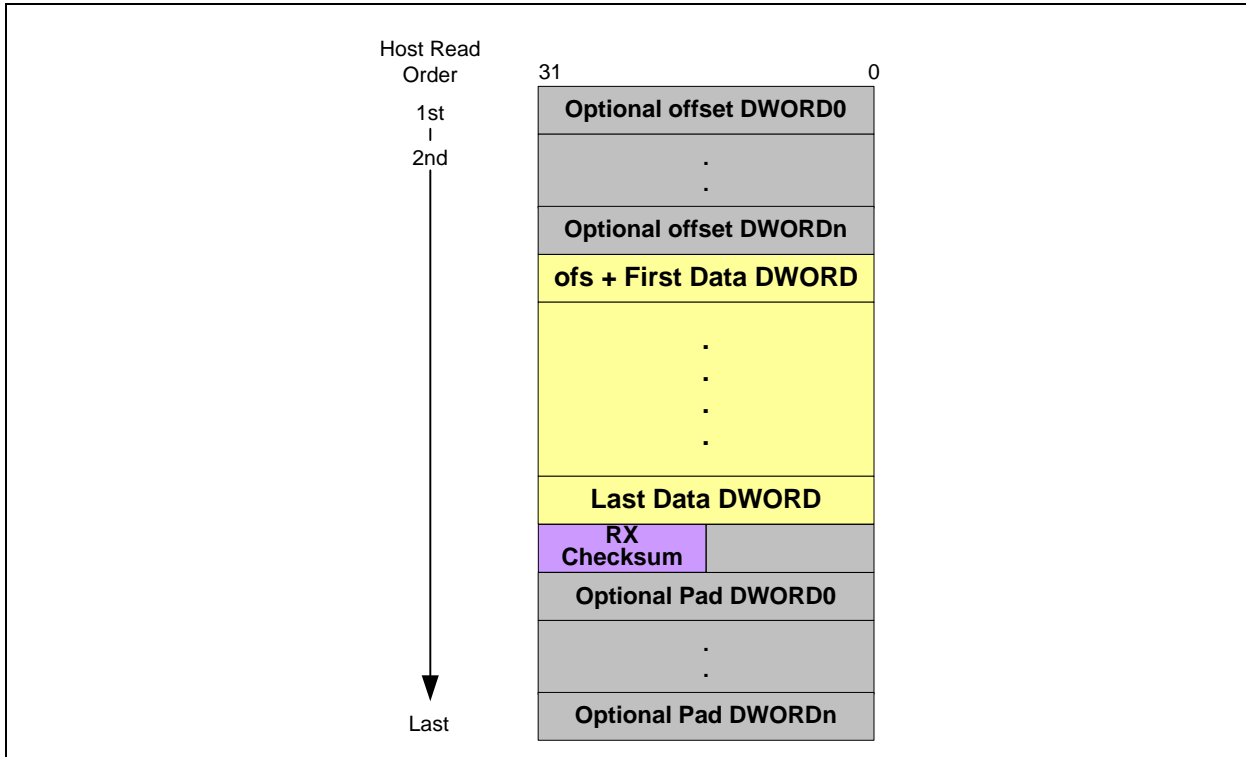 Host Read
Order
31 0
Optional offset DWORD0
1st
2nd
.
.
Optional offset DWORDn
ofs + First Data DWORD
.
.
.
.
Last Data DWORD
RX
Checksum
Optional Pad DWORD0
.
.
Optional Pad DWORDn
Last